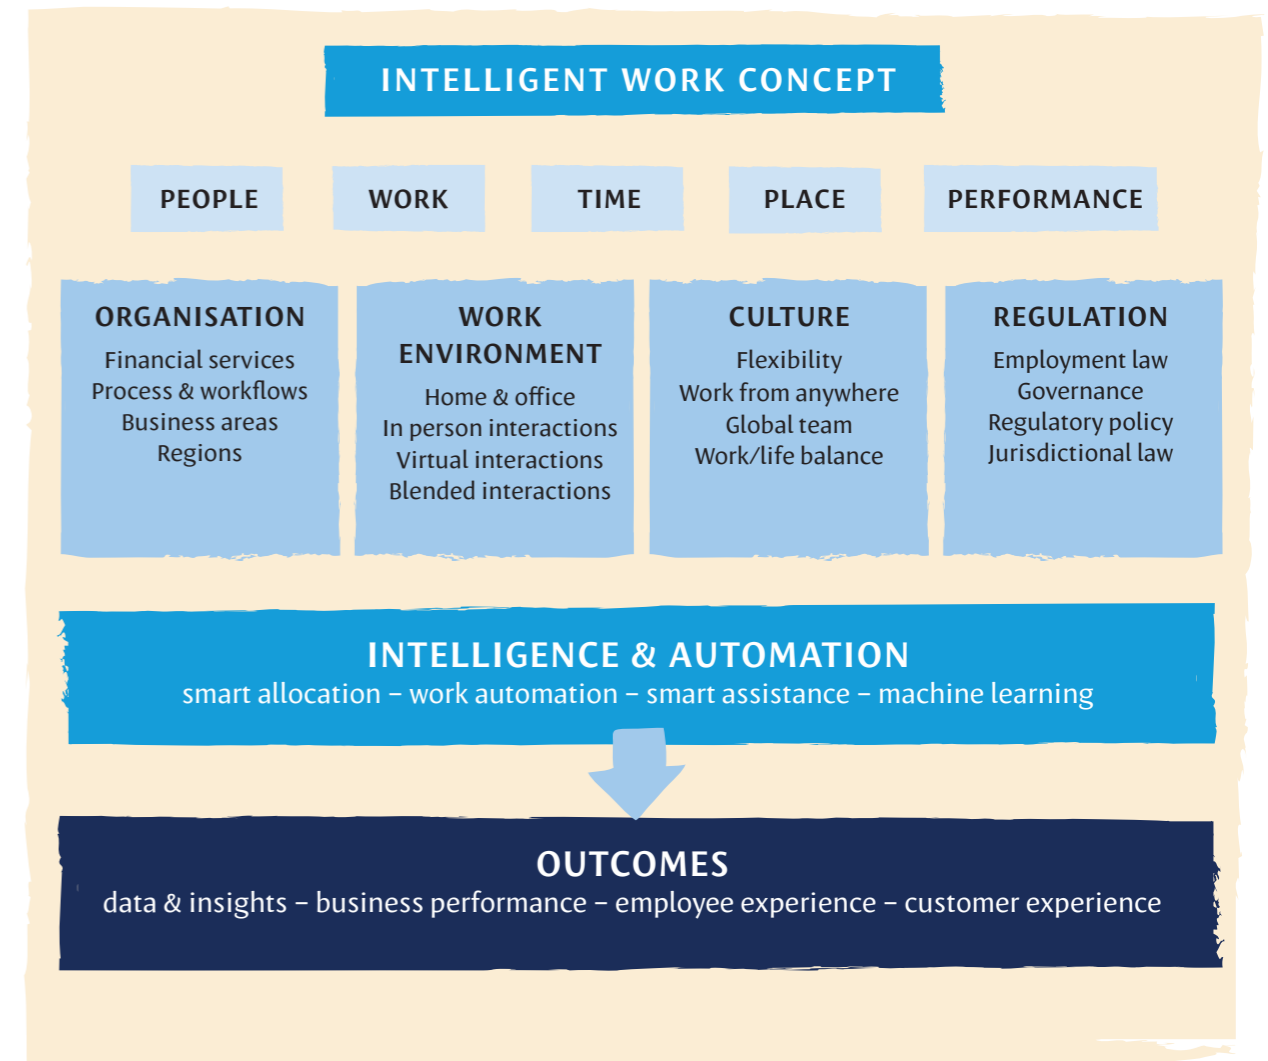 INTELLIGENT WORK CONCEPT
PEOPLE
WORK
TIME
PLACE
PERFORMANCE
ORGANISATION
Financial services
Process & workflows
Business areas
Regions
WORK
ENVIRONMENT
Home & office
In person interactions
Virtual interactions
Blended interactions
CULTURE
Flexibility
Work from anywhere
Global team
Work/life balance
REGULATION
Employment law
Governance
Regulatory policy
Jurisdictional law
INTELLIGENCE & AUTOMATION
smart allocation – work automation – smart assistance – machine learning
OUTCOMES
data & insights – business performance – employee experience – customer experience